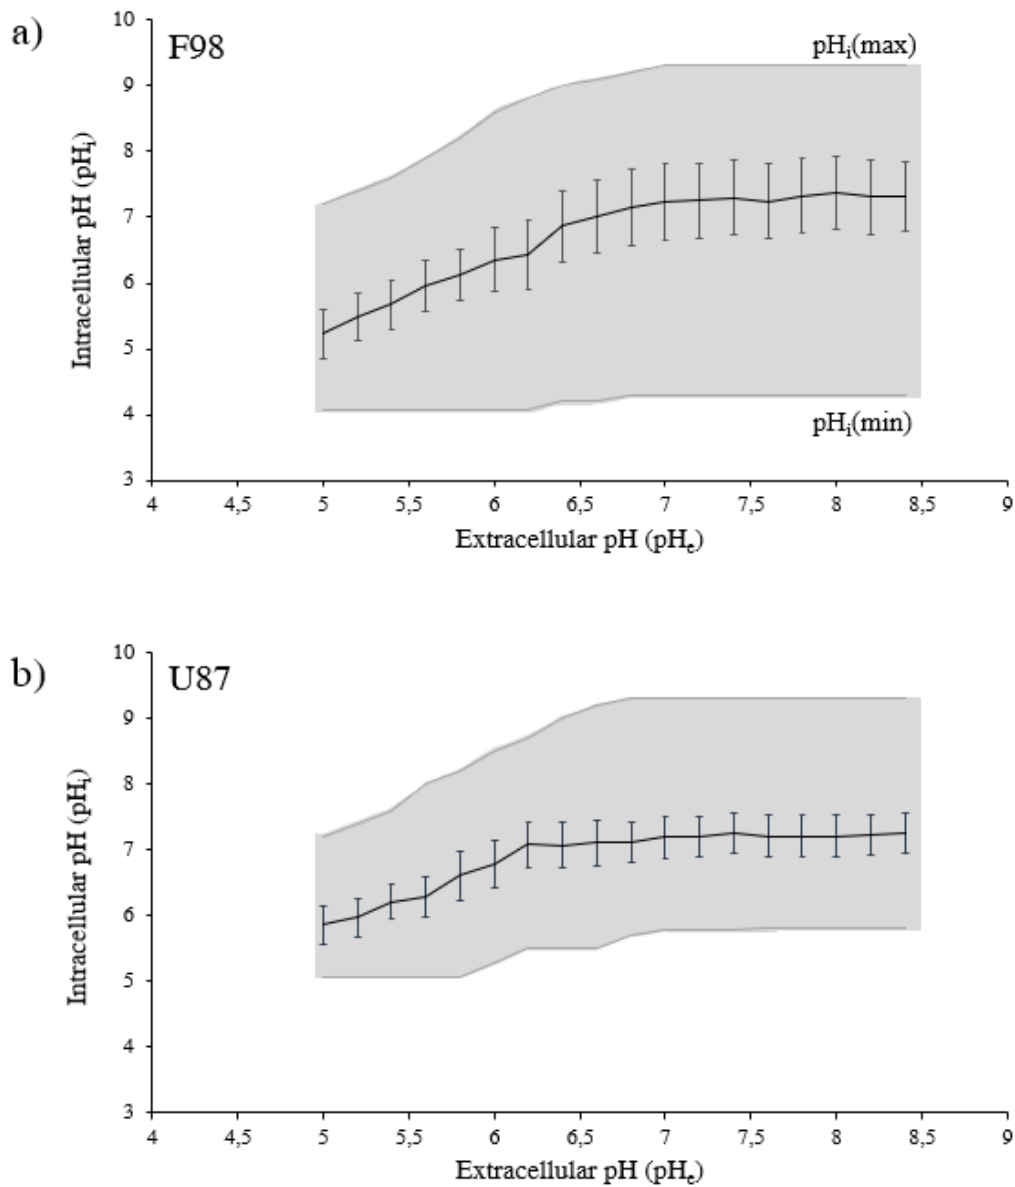 a)
F98
pHi(max)
pHi(min)
Intracellular pH (pHi)
10
9
8
7
6
5
4
3
4 4,5 5 5,5 6 6,5 7 7,5 8 8,5 9
Extracellular pH (pHe)
b)
U87
Intracellular pH (pHi)
10
9
8
7
6
5
4
3
4 4,5 5 5,5 6 6,5 7 7,5 8 8,5 9
Extracellular pH (pHe)